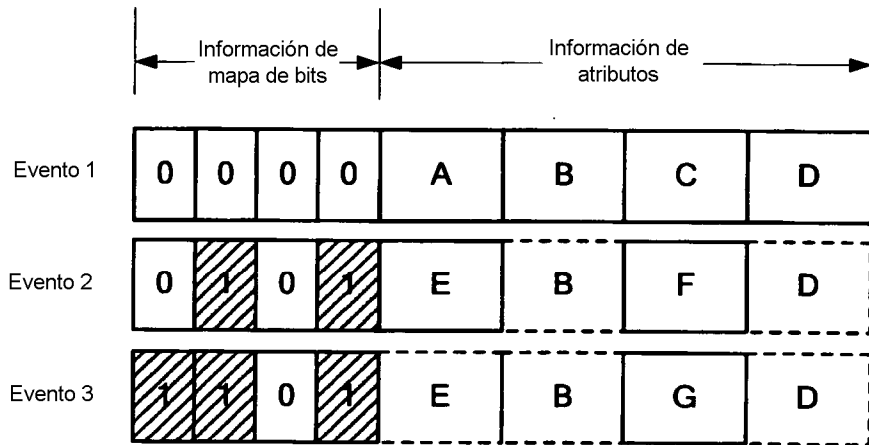 Información de
mapa de bits
Información de
atributos
Evento 1 0 0 0 0 A B C D
Evento 2 0 1 0 1 E B F D
Evento 3 1 1 0 1 E B G D